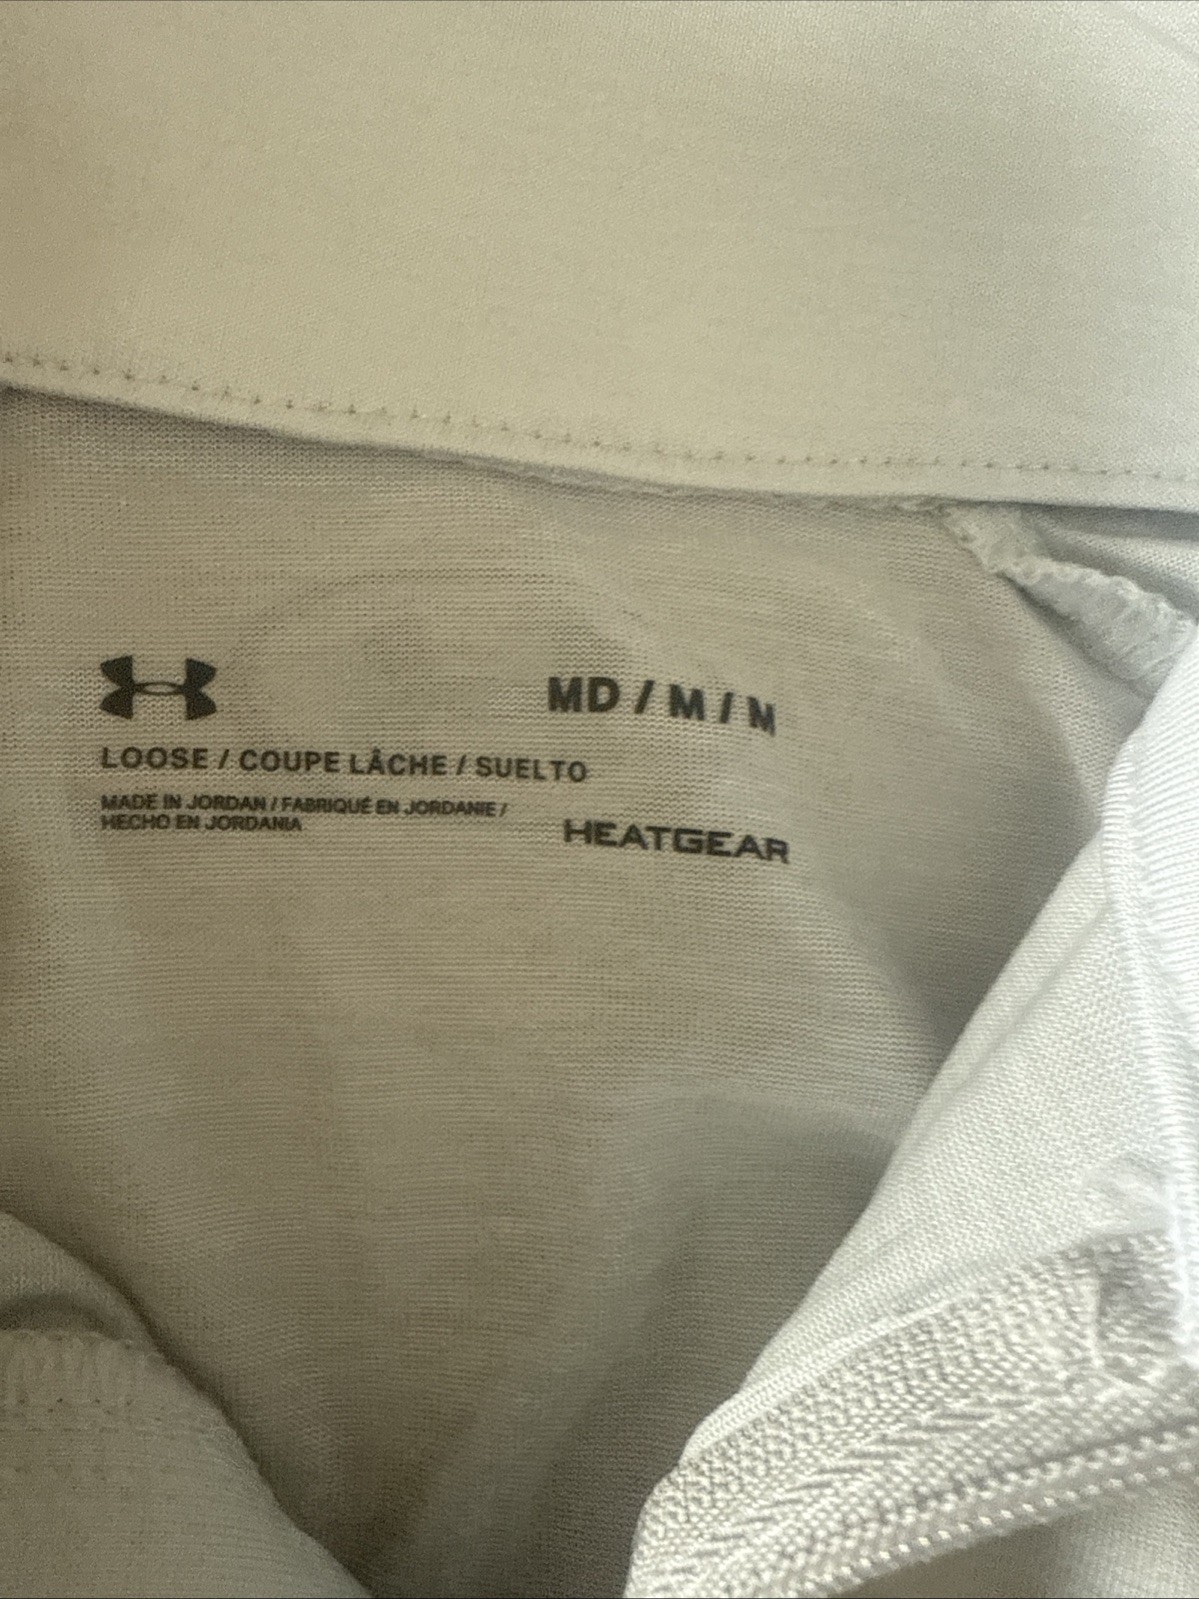 MD / M / M
LOOSE / COUPE LÂCHE / SUELTO
MADE IN JORDAN / FABRIQUÉ EN JORDANIE /
HECHO EN JORDANIA
HEATGEAR